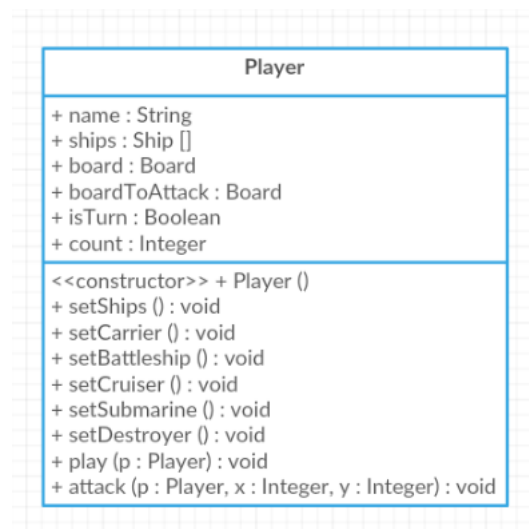 Player
+ name : String
+ ships : Ship []
+ board : Board
+ boardToAttack : Board
+ isTurn : Boolean
+ count : Integer
<<constructor>> + Player ()
+ setShips () : void
+ setCarrier () : void
+ setBattleship () : void
+ setCruiser () : void
+ setSubmarine () : void
+ setDestroyer () : void
+ play (p : Player) : void
+ attack (p : Player, x : Integer, y : Integer) : void